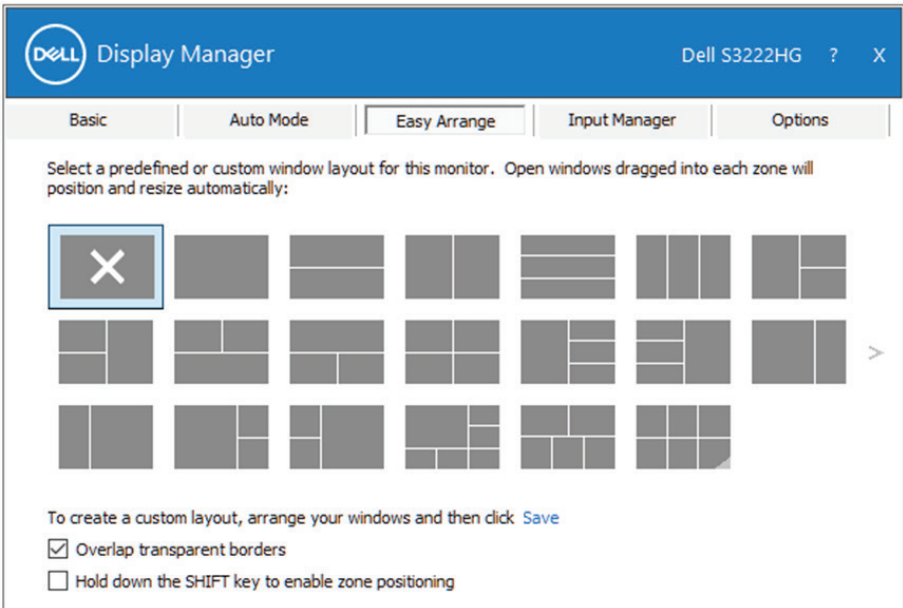 DELL Display Manager Dell S3222HG ? X
Basic Auto Mode Easy Arrange Input Manager Options
Select a predefined or custom window layout for this monitor. Open windows dragged into each zone will
position and resize automatically:
>
To create a custom layout, arrange your windows and then click Save
Overlap transparent borders
Hold down the SHIFT key to enable zone positioning